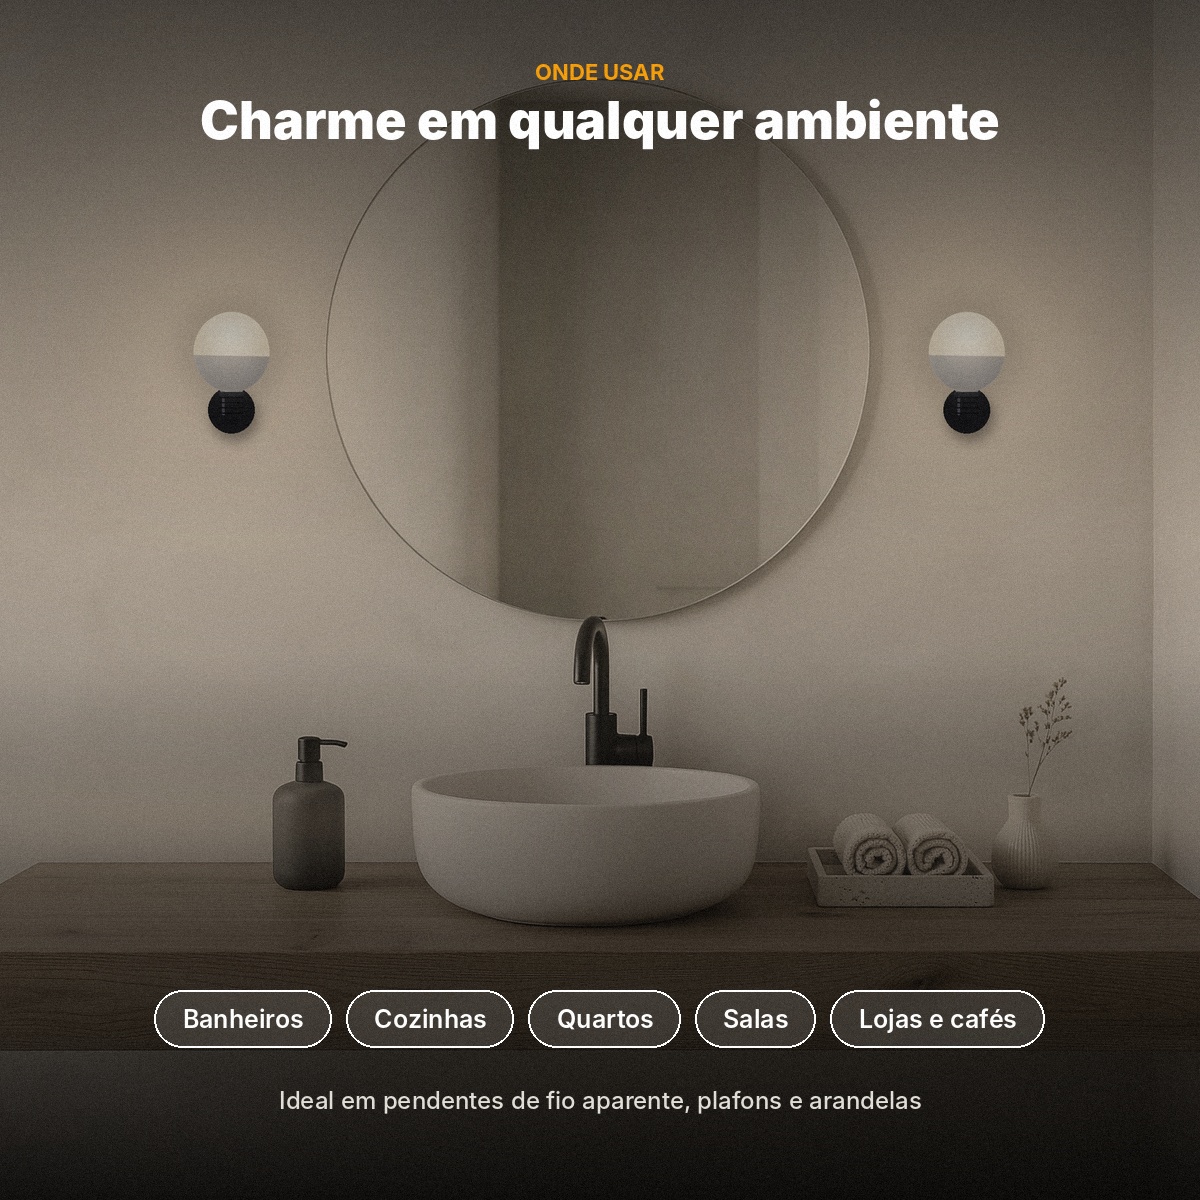 ONDE USAR
Charme em qualquer ambiente
Banheiros
Cozinhas
Quartos
Salas
Lojas e cafés
Ideal em pendentes de fio aparente, plafons e arandelas